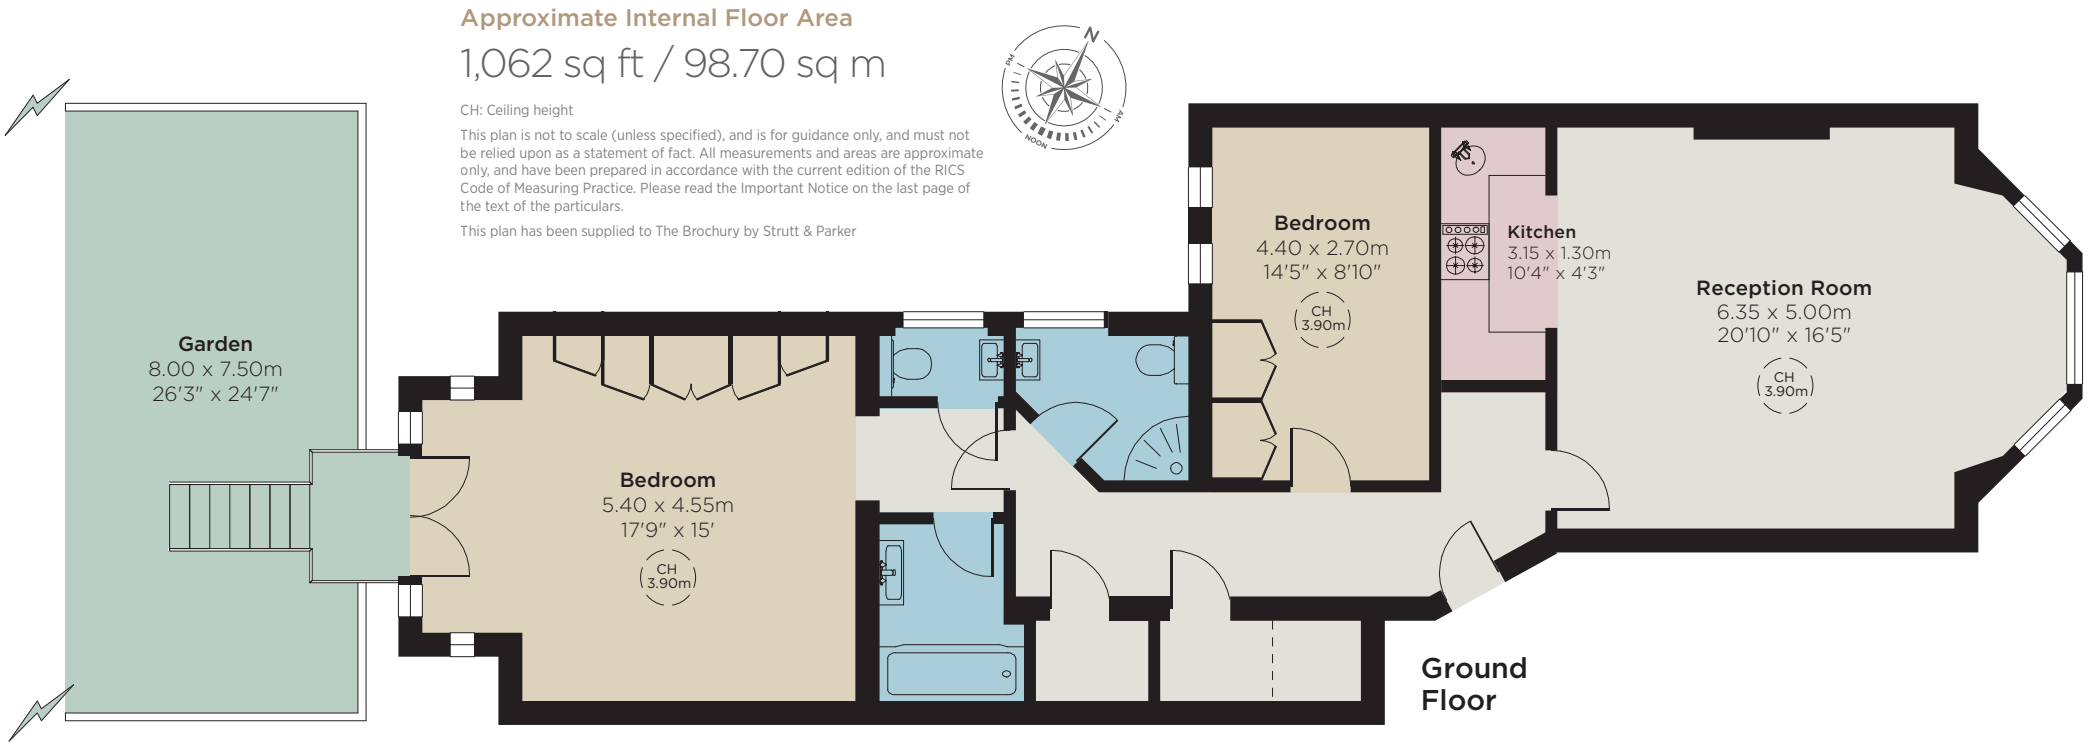 Approximate Internal Floor Area
1,062 sq ft / 98.70 sq m
CH: Ceiling height
This plan is not to scale (unless specified), and is for guidance only, and must not
be relied upon as a statement of fact. All measurements and areas are approximate
only, and have been prepared in accordance with the current edition of the RICS
Code of Measuring Practice. Please read the Important Notice on the last page of
the text of the particulars.
This plan has been supplied to The Brochury by Strutt & Parker
N
PM
AM
NOON
Garden
8.00 x 7.50m
26'3" x 24'7"
Bedroom
5.40 x 4.55m
17'9" x 15'
CH
3.90m
Bedroom
4.40 x 2.70m
14'5" x 8'10"
CH
3.90m
Kitchen
3.15 x 1.30m
10'4" x 4'3"
Reception Room
6.35 x 5.00m
20'10" x 16'5"
CH
3.90m
Ground
Floor